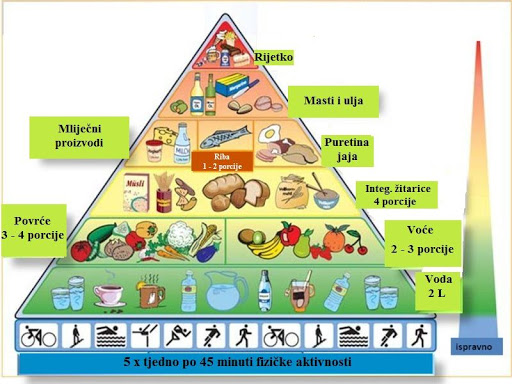 Rijetko
Masti i ulja
Mliječni
proizvodi
Riba
1 - 2 porcije
Puretina
jaja
Müsli
Integ. žitarice
4 porcije
Povrće
3 - 4 porcije
Voće
2 - 3 porcije
Voda
2 L
ispravno
5 x tjedno po 45 minuti fizičke aktivnosti